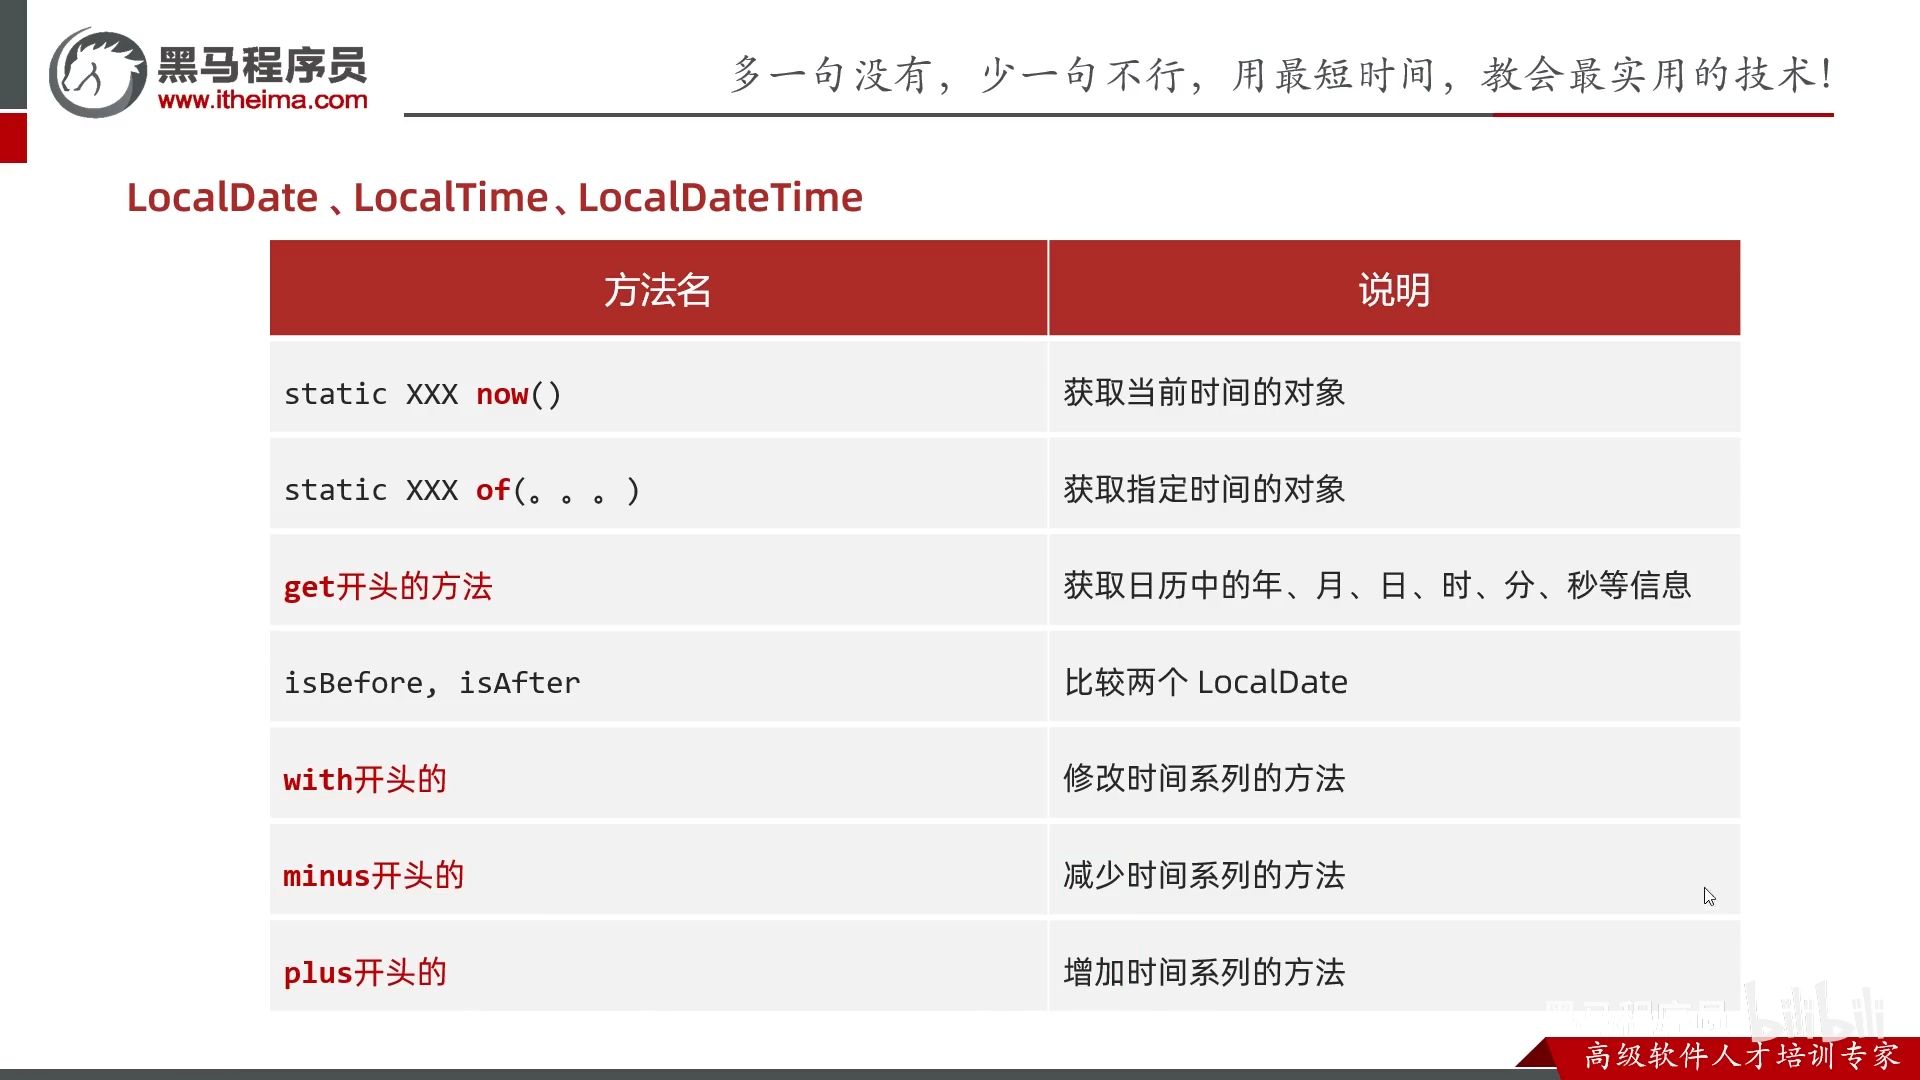 黑马程序员
www.itheima.com
多一句没有，少一句不行，用最短时间，教会最实用的技术！
LocalDate 、LocalTime、LocalDateTime
方法名
说明
static XXX now()
获取当前时间的对象
static XXX of(。。。)
获取指定时间的对象
get开头的方法
获取日历中的年、月、日、时、分、秒等信息
isBefore, isAfter
比较两个 LocalDate
with开头的
修改时间系列的方法
minus开头的
减少时间系列的方法
plus开头的
增加时间系列的方法
黑马程序员 bilibili
高级软件人才培训专家